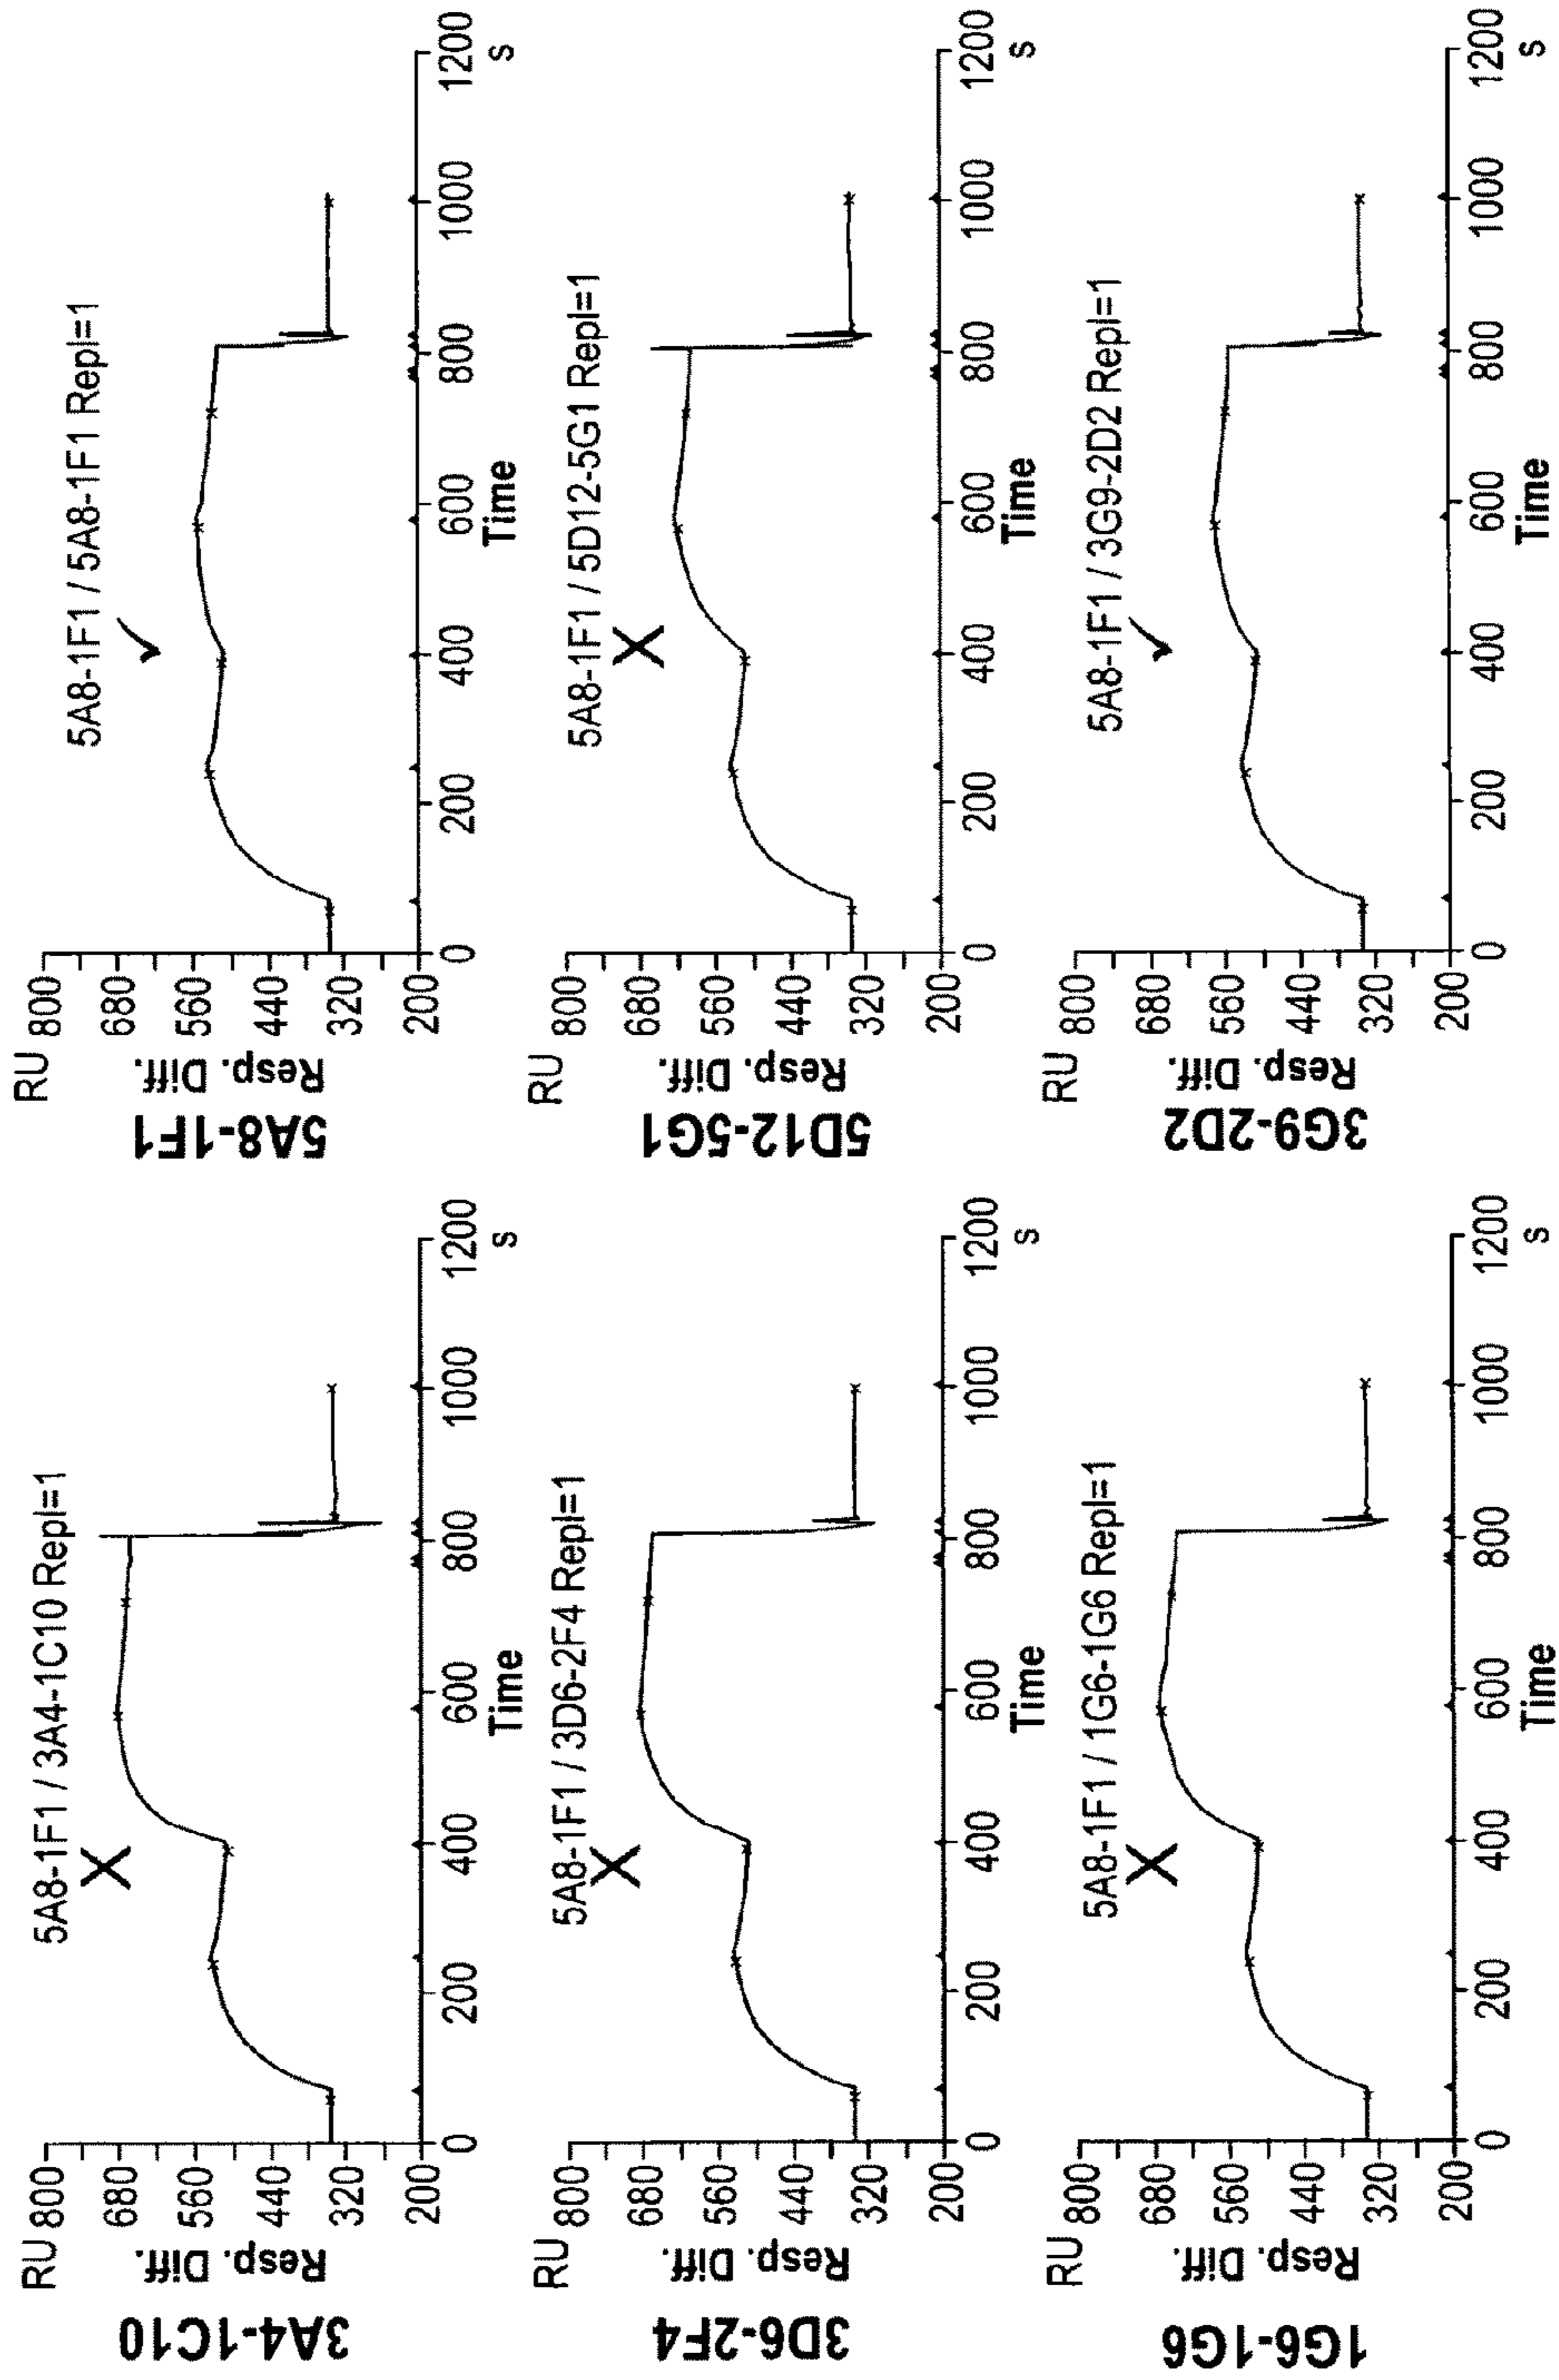 3A4-1C10
5A8-1F1 / 3A4-1C10 Repl=1
X
RU
800
680
560
440
320
200
Resp. Diff.
0
200
400
600
800
1000
1200
Time
s
5A8-1F1
5A8-1F1 / 5A8-1F1 Repl=1
✓
RU
800
680
560
440
320
200
Resp. Diff.
0
200
400
600
800
1000
1200
Time
s
3D6-2F4
5A8-1F1 / 3D6-2F4 Repl=1
X
RU
800
680
560
440
320
200
Resp. Diff.
0
200
400
600
800
1000
1200
Time
s
5D12-5G1
5A8-1F1 / 5D12-5G1 Repl=1
X
RU
800
680
560
440
320
200
Resp. Diff.
0
200
400
600
800
1000
1200
Time
s
1G6-1G6
5A8-1F1 / 1G6-1G6 Repl=1
X
RU
800
680
560
440
320
200
Resp. Diff.
0
200
400
600
800
1000
1200
Time
s
3G9-2D2
5A8-1F1 / 3G9-2D2 Repl=1
✓
RU
800
680
560
440
320
200
Resp. Diff.
0
200
400
600
800
1000
1200
Time
s